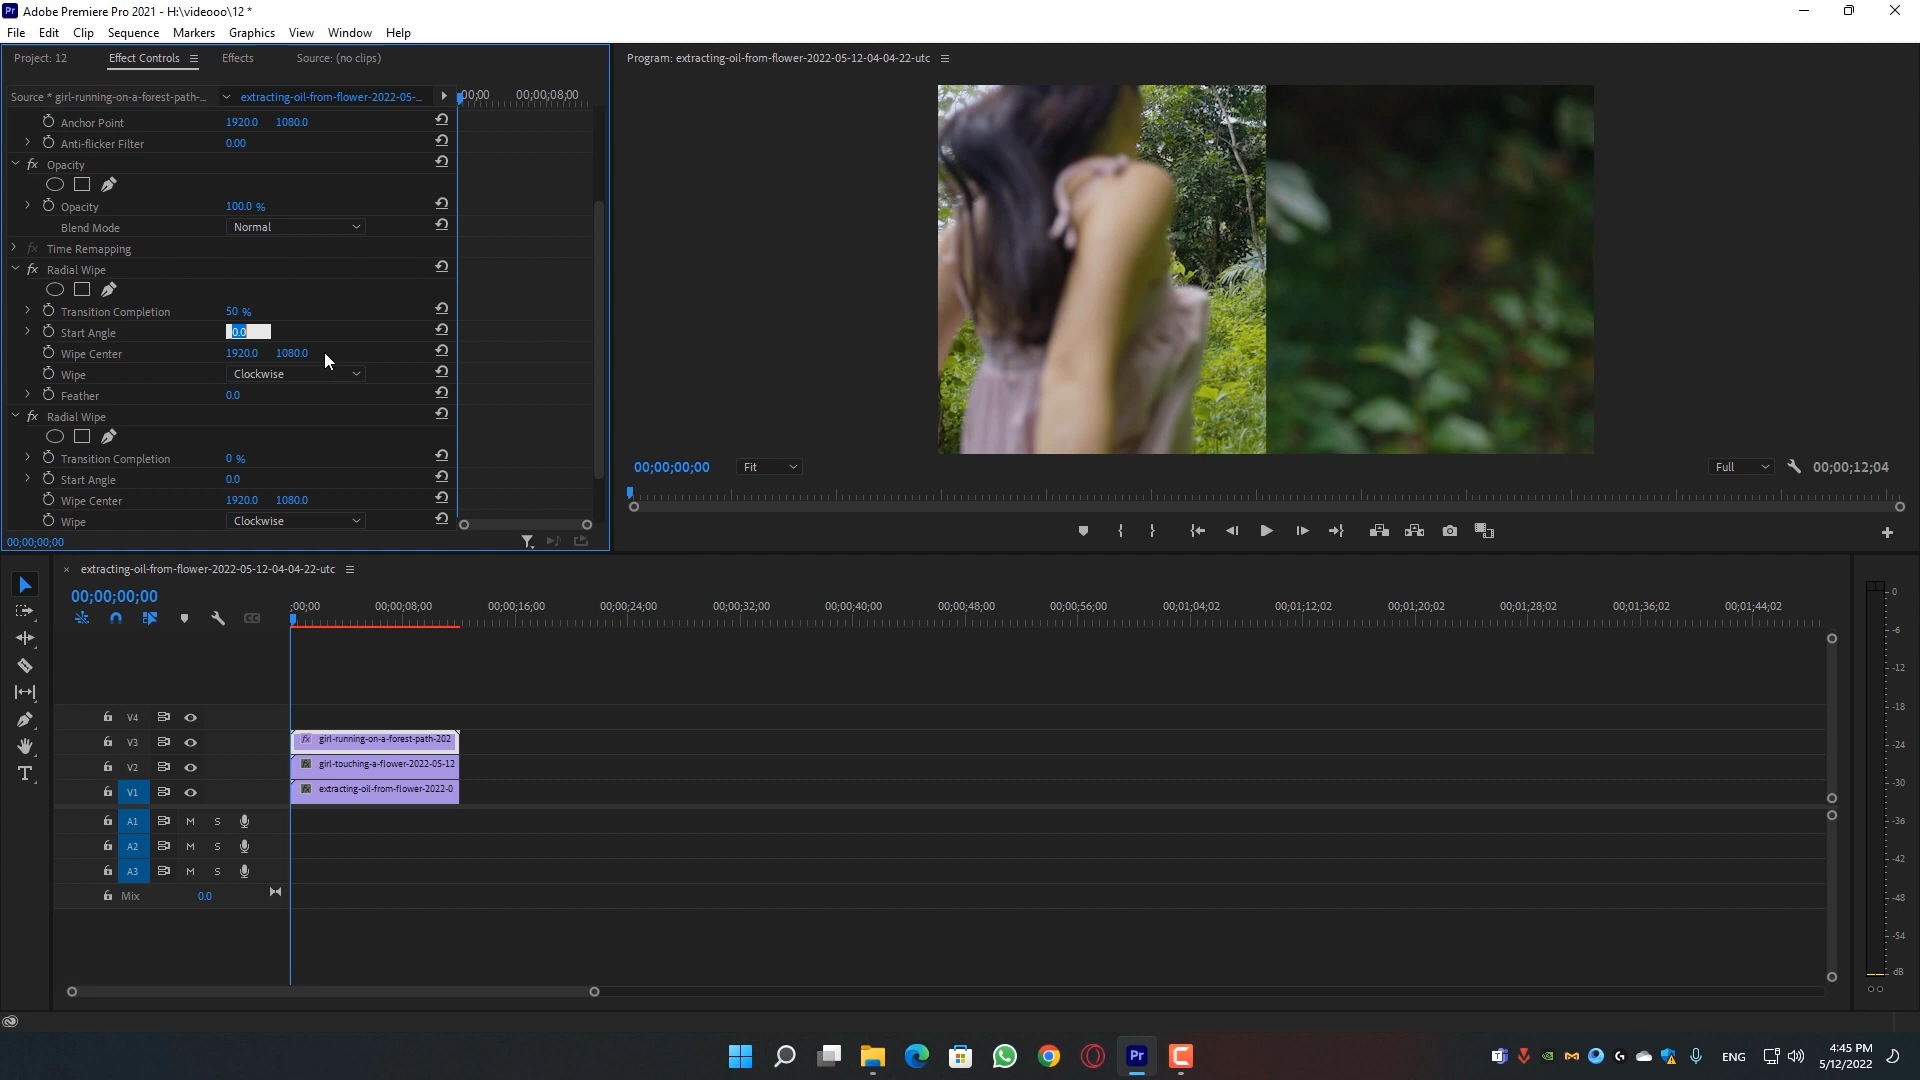 Pr Adobe Premiere Pro 2021 - H:\videooo\12 *
File Edit Clip Sequence Markers Graphics View Window Help
Project: 12 Effect Controls Effects Source: (no clips)
Program: extracting-oil-from-flower-2022-05-12-04-04-22-utc
Source * girl-running-on-a-forest-path-... extracting-oil-from-flower-2022-05-... ;00;00 00;00;08;00
Anchor Point 1920.0 1080.0
Anti-flicker Filter 0.00
fx Opacity
Opacity 100.0 %
Blend Mode Normal
fx Time Remapping
fx Radial Wipe
Transition Completion 50 %
Start Angle 0.0
Wipe Center 1920.0 1080.0
Wipe Clockwise
Feather 0.0
fx Radial Wipe
Transition Completion 0 %
Start Angle 0.0
Wipe Center 1920.0 1080.0
Wipe Clockwise
00;00;00;00
00;00;00;00 Fit Full 00;00;12;04
× extracting-oil-from-flower-2022-05-12-04-04-22-utc
00;00;00;00
;00;00 00;00;08;00 00;00;16;00 00;00;24;00 00;00;32;00 00;00;40;00 00;00;48;00 00;00;56;00 00;01;04;02 00;01;12;02 00;01;20;02 00;01;28;02 00;01;36;02 00;01;44;02
V4
V3 fx girl-running-on-a-forest-path-202
V2 fx girl-touching-a-flower-2022-05-12
V1 fx extracting-oil-from-flower-2022-0
A1 M S
A2 M S
A3 M S
Mix 0.0
0
-6
-12
-18
-24
-30
-36
-42
-48
-54
dB
Pr
ENG 4:45 PM
5/12/2022